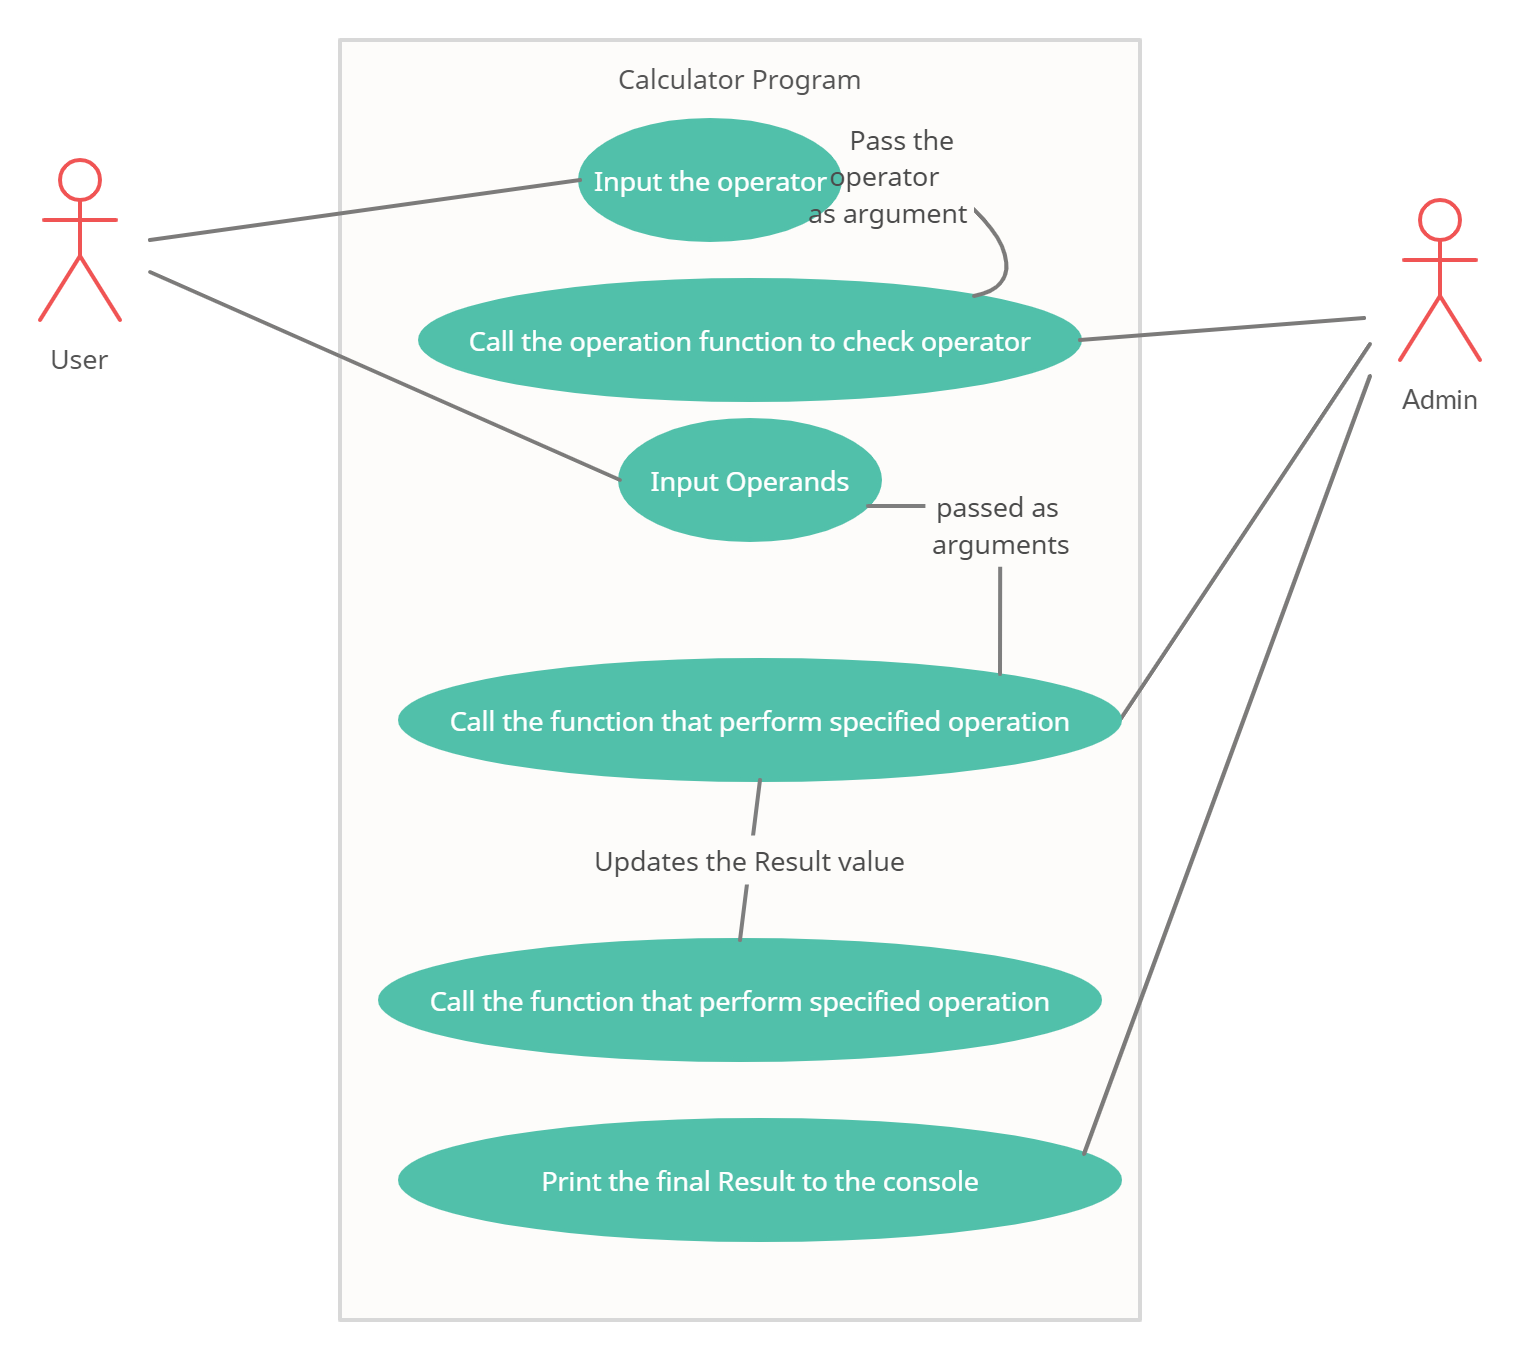 Calculator Program
Input the operator
Pass the
operator
as argument
User
Call the operation function to check operator
Admin
Input Operands
passed as
arguments
Call the function that perform specified operation
Updates the Result value
Call the function that perform specified operation
Print the final Result to the console